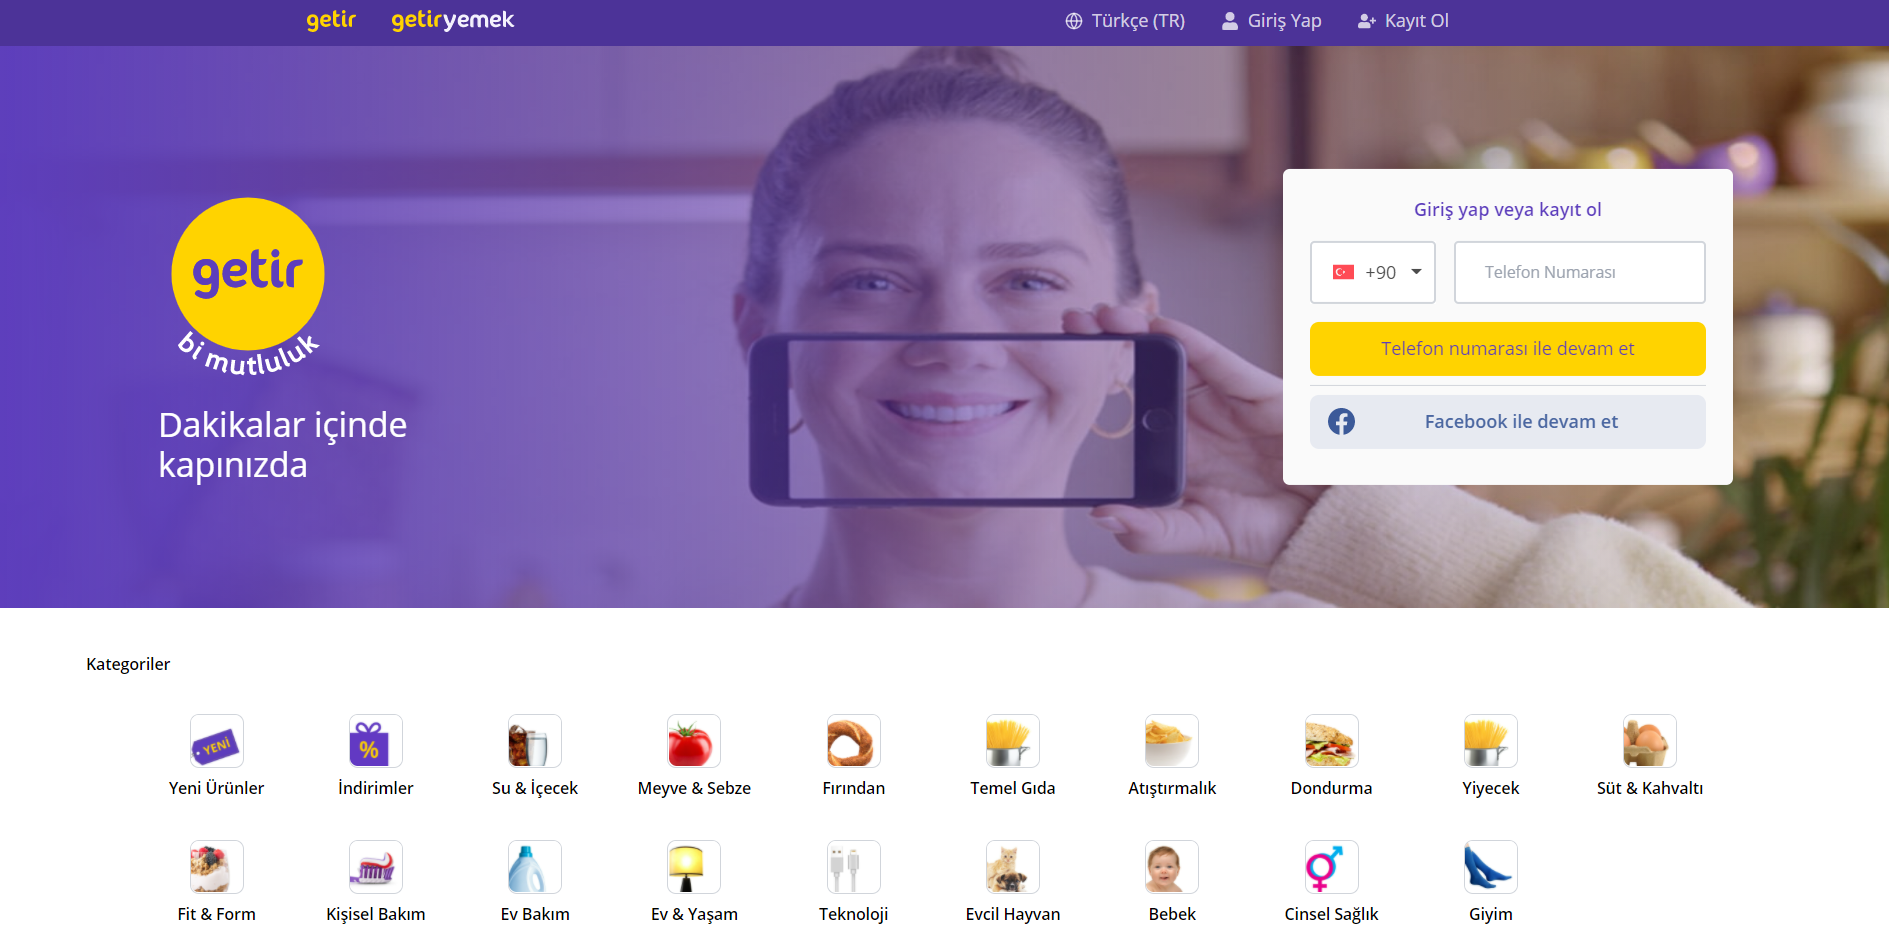 getir getiryemek Türkçe (TR) Giriş Yap Kayıt Ol
getir
bi mutluluk
Dakikalar içinde
kapınızda
Giriş yap veya kayıt ol
+90 Telefon Numarası
Telefon numarası ile devam et
Facebook ile devam et
Kategoriler
YENİ %
Yeni Ürünler İndirimler Su & İçecek Meyve & Sebze Fırından Temel Gıda Atıştırmalık Dondurma Yiyecek Süt & Kahvaltı
Fit & Form Kişisel Bakım Ev Bakım Ev & Yaşam Teknoloji Evcil Hayvan Bebek Cinsel Sağlık Giyim